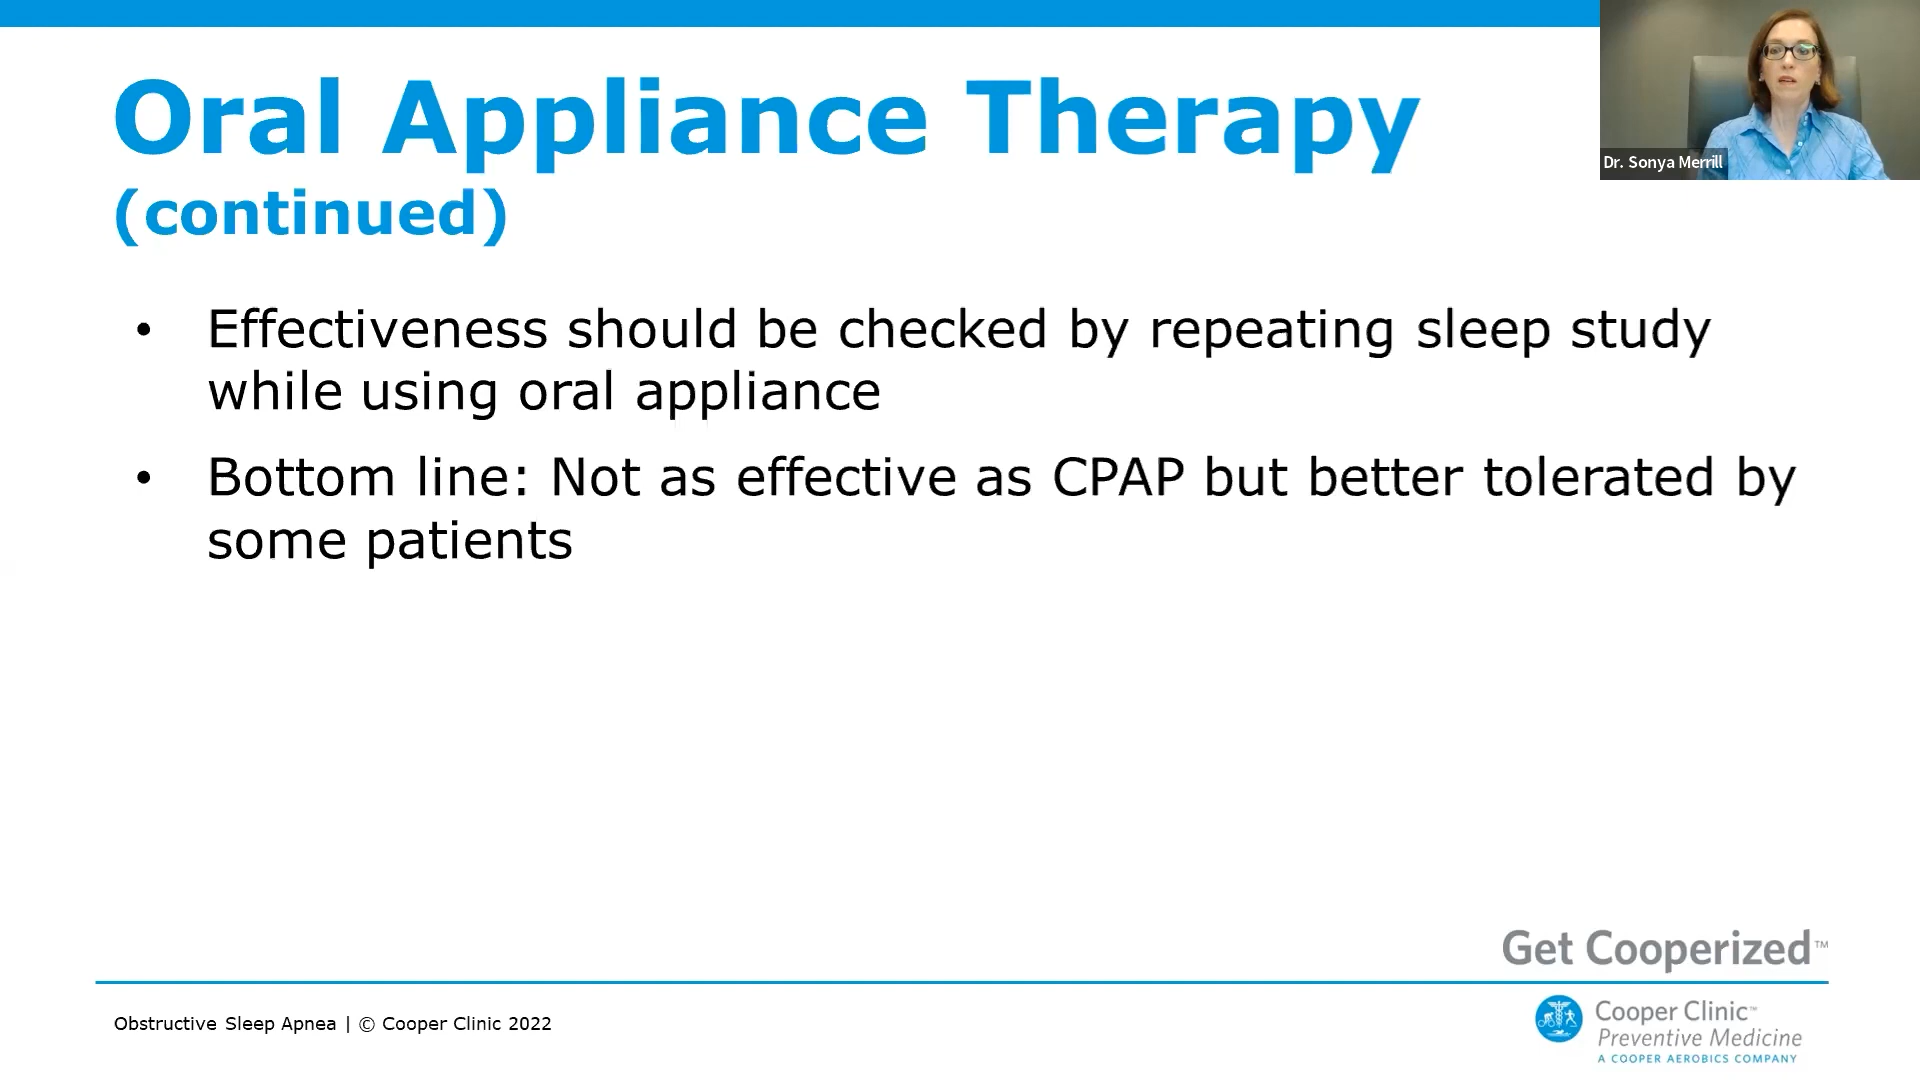 Oral Appliance Therapy
(continued)
Dr. Sonya Merrill
• Effectiveness should be checked by repeating sleep study
while using oral appliance
• Bottom line: Not as effective as CPAP but better tolerated by
some patients
Get Cooperized™
Obstructive Sleep Apnea | © Cooper Clinic 2022
Cooper Clinic™
Preventive Medicine
A COOPER AEROBICS COMPANY